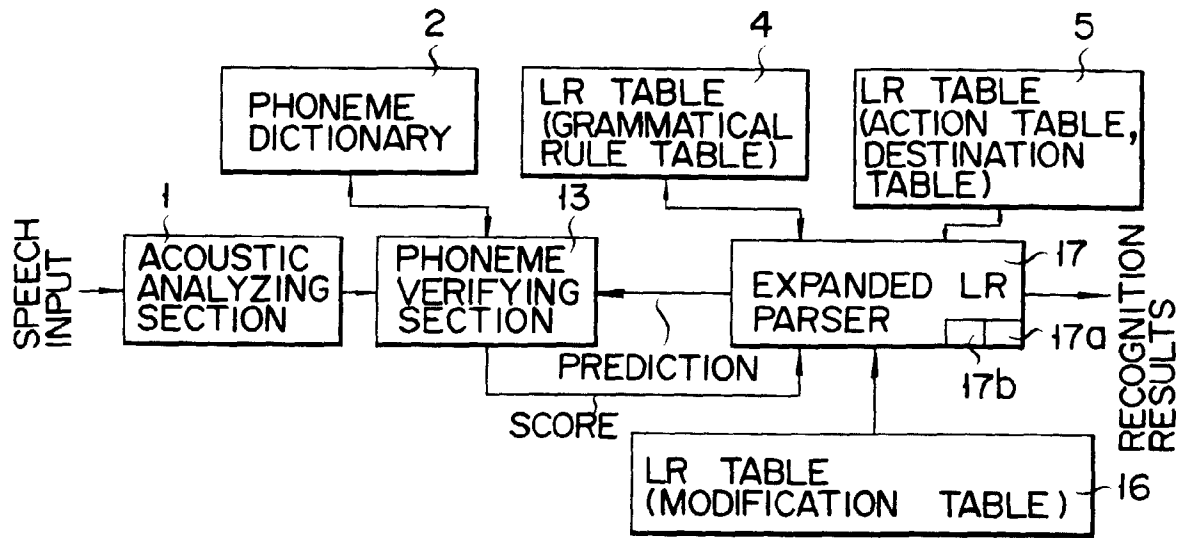 2
4
5
PHONEME
DICTIONARY
LR TABLE
(GRAMMATICAL
RULE TABLE)
LR TABLE
(ACTION TABLE,
DESTINATION
TABLE)
SPEECH
INPUT
1
ACOUSTIC
ANALYZING
SECTION
13
PHONEME
VERIFYING
SECTION
17
EXPANDED LR
PARSER
17a
17b
RECOGNITION
RESULTS
PREDICTION
SCORE
LR TABLE
(MODIFICATION TABLE)
16